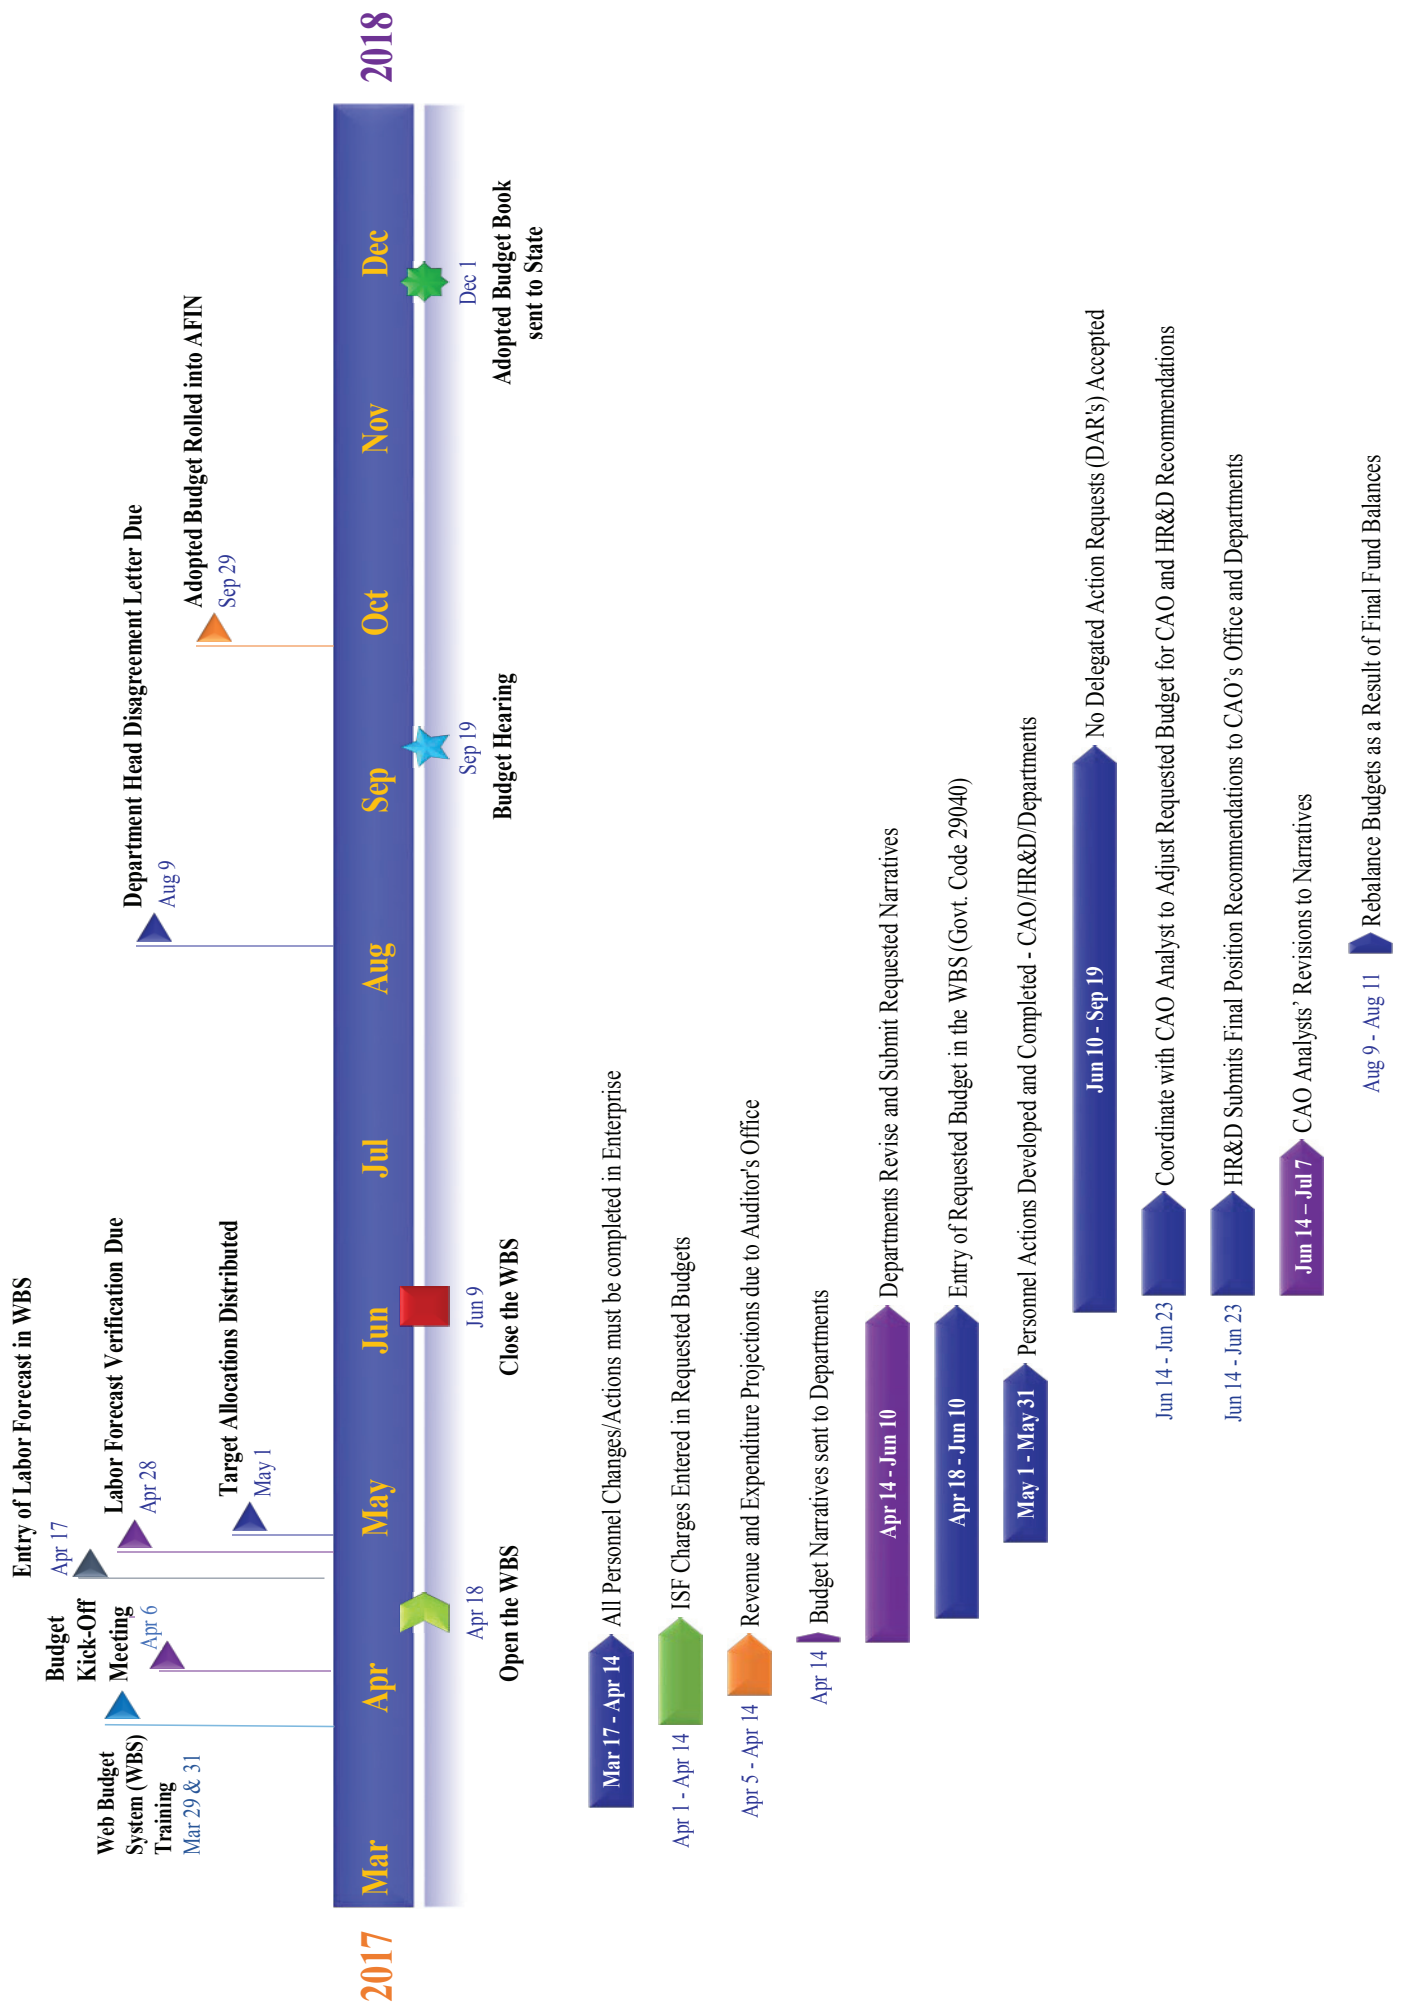 Entry of Labor Forecast in WBS
Apr 17
Budget
Kick-Off
Meeting
Apr 6
Web Budget
System (WBS)
Training
Mar 29 & 31
Labor Forecast Verification Due
Apr 28
Target Allocations Distributed
May 1
Department Head Disagreement Letter Due
Aug 9
Adopted Budget Rolled into AFIN
Sep 29
2017
Mar
Apr
May
Jun
Jul
Aug
Sep
Oct
Nov
Dec
2018
Apr 18
Open the WBS
Jun 9
Close the WBS
Sep 19
Budget Hearing
Dec 1
Adopted Budget Book
sent to State
Mar 17 - Apr 14 All Personnel Changes/Actions must be completed in Enterprise
Apr 1 - Apr 14 ISF Charges Entered in Requested Budgets
Apr 5 - Apr 14 Revenue and Expenditure Projections due to Auditor's Office
Apr 14 Budget Narratives sent to Departments
Apr 14 - Jun 10 Departments Revise and Submit Requested Narratives
Apr 18 - Jun 10 Entry of Requested Budget in the WBS (Govt. Code 29040)
May 1 - May 31 Personnel Actions Developed and Completed - CAO/HR&D/Departments
Jun 10 - Sep 19 No Delegated Action Requests (DAR's) Accepted
Jun 14 - Jun 23 Coordinate with CAO Analyst to Adjust Requested Budget for CAO and HR&D Recommendations
Jun 14 - Jun 23 HR&D Submits Final Position Recommendations to CAO’s Office and Departments
Jun 14 – Jul 7 CAO Analysts’ Revisions to Narratives
Aug 9 - Aug 11 Rebalance Budgets as a Result of Final Fund Balances